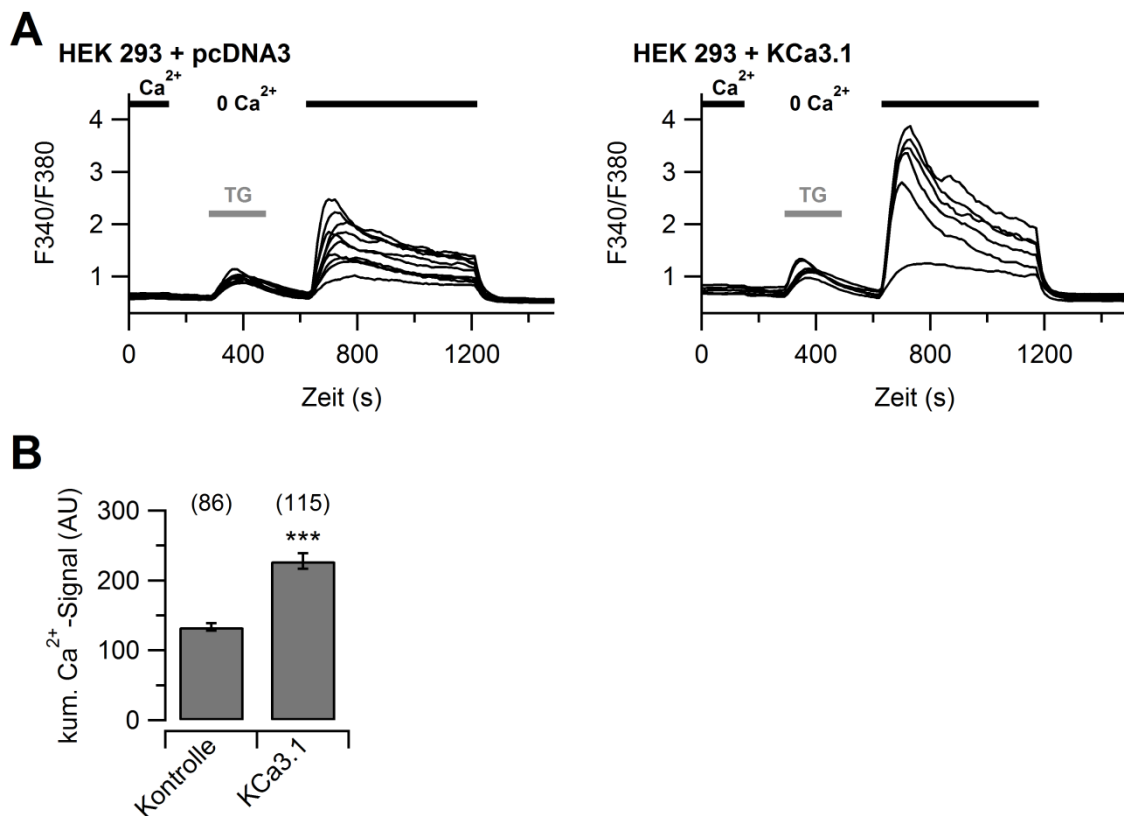 A
HEK 293 + pcDNA3
Ca²⁺
0 Ca²⁺
TG
F340/F380
4
3
2
1
0
400
800
1200
Zeit (s)
HEK 293 + KCa3.1
Ca²⁺
0 Ca²⁺
TG
F340/F380
4
3
2
1
0
400
800
1200
Zeit (s)
B
kum. Ca²⁺ -Signal (AU)
(86)
(115)
***
300
200
100
0
Kontrolle
KCa3.1